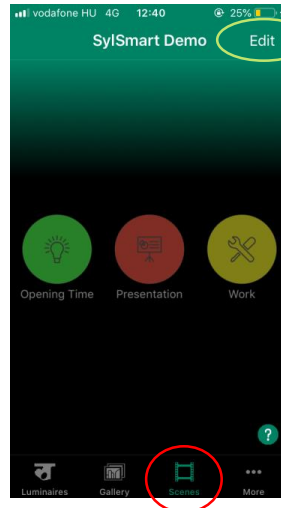 vodafone HU 4G 12:40 25%
SylSmart Demo Edit
Opening Time Presentation Work
?
Luminaires Gallery Scenes More